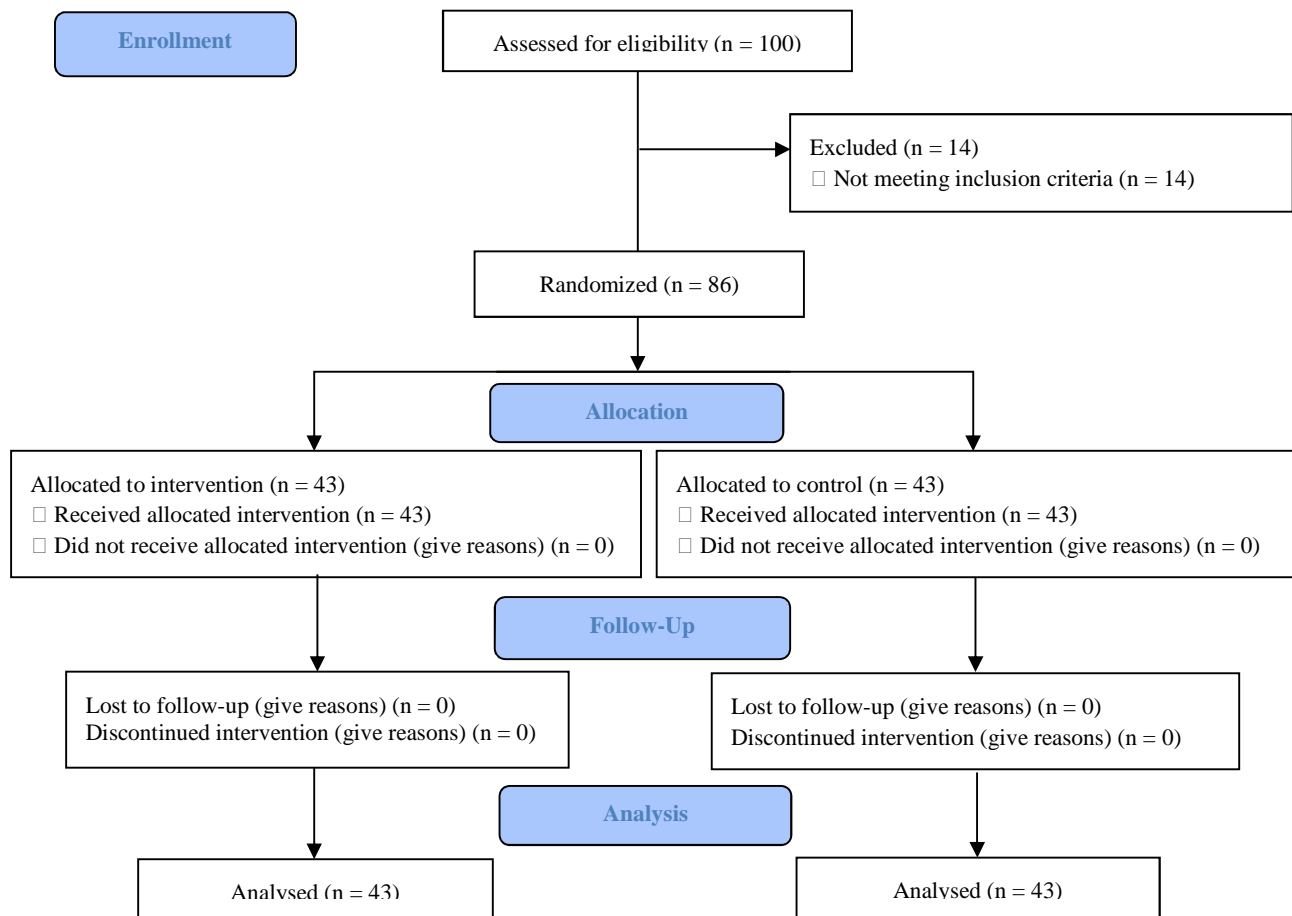 Enrollment
Assessed for eligibility (n = 100)
Excluded (n = 14)
□ Not meeting inclusion criteria (n = 14)
Randomized (n = 86)
Allocation
Allocated to intervention (n = 43)
□ Received allocated intervention (n = 43)
□ Did not receive allocated intervention (give reasons) (n = 0)
Allocated to control (n = 43)
□ Received allocated intervention (n = 43)
□ Did not receive allocated intervention (give reasons) (n = 0)
Follow-Up
Lost to follow-up (give reasons) (n = 0)
Discontinued intervention (give reasons) (n = 0)
Lost to follow-up (give reasons) (n = 0)
Discontinued intervention (give reasons) (n = 0)
Analysis
Analysed (n = 43)
Analysed (n = 43)